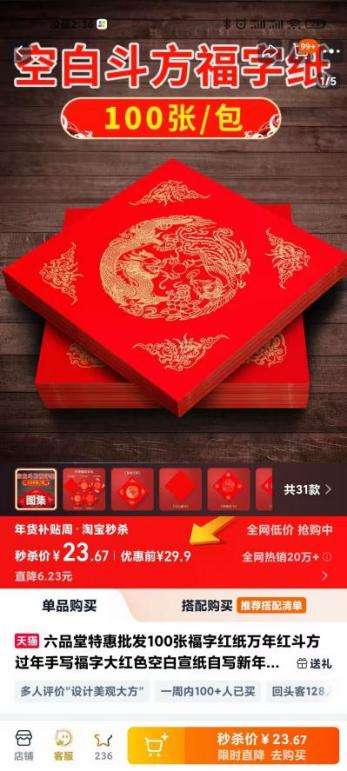 空白斗方福字纸
99+
1/5
100张/包
图集
共31款 >
年货补贴周·淘宝秒杀
全网低价 抢购中
秒杀价¥23.67 优惠前¥29.9
全网热销20万+
直降6.23元
单品购买
搭配购买 推荐搭配清单
天猫 六品堂特惠批发100张福字红纸万年红斗方
过年手写福字大红色空白宣纸自写新年... 送礼
多人评价“设计美观大方”
一周内100+人已买
回头客128
店铺
客服
236
秒杀价¥23.67
限时直降 去购买